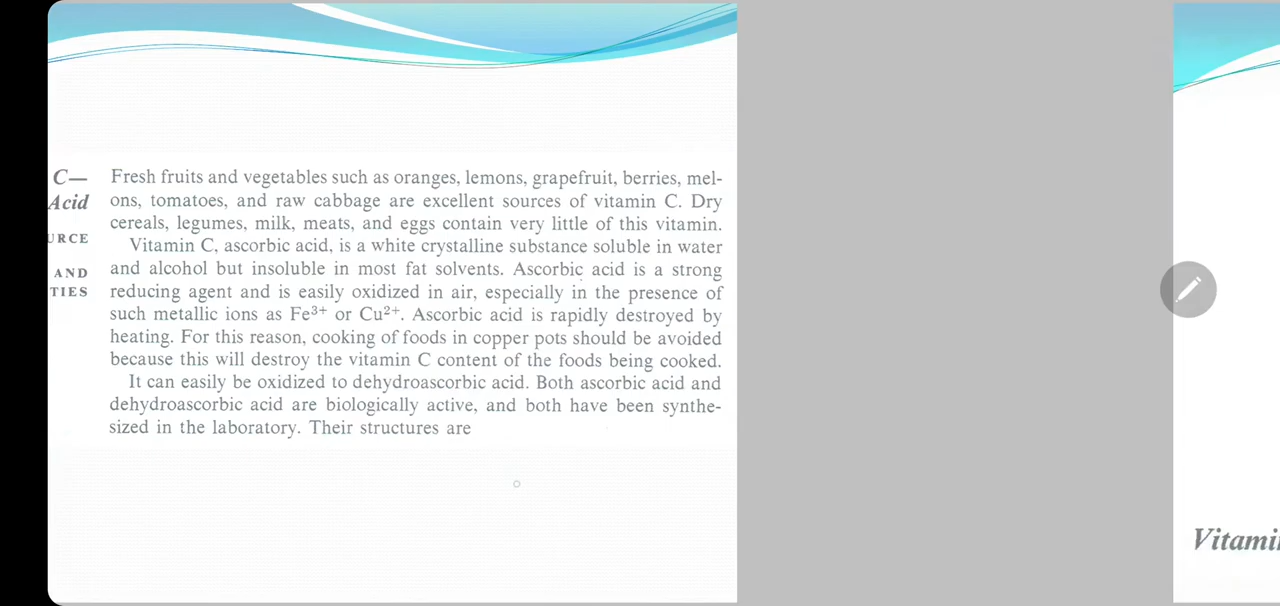 C— Fresh fruits and vegetables such as oranges, lemons, grapefruit, berries, mel-
Acid ons, tomatoes, and raw cabbage are excellent sources of vitamin C. Dry
cereals, legumes, milk, meats, and eggs contain very little of this vitamin.
URCE Vitamin C, ascorbic acid, is a white crystalline substance soluble in water
AND and alcohol but insoluble in most fat solvents. Ascorbic acid is a strong
TIES reducing agent and is easily oxidized in air, especially in the presence of
such metallic ions as Fe³⁺ or Cu²⁺. Ascorbic acid is rapidly destroyed by
heating. For this reason, cooking of foods in copper pots should be avoided
because this will destroy the vitamin C content of the foods being cooked.
It can easily be oxidized to dehydroascorbic acid. Both ascorbic acid and
dehydroascorbic acid are biologically active, and both have been synthe-
sized in the laboratory. Their structures are
Vitami